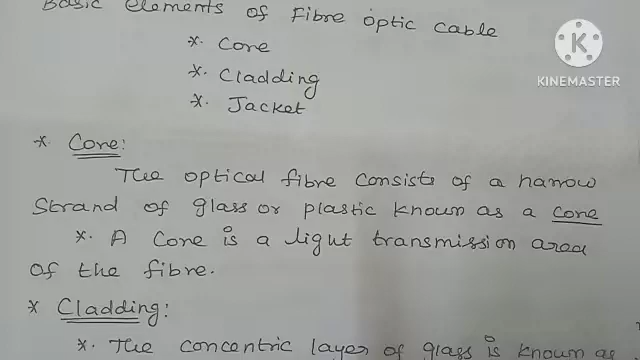 Basic elements of Fibre optic cable
*. Core
*. Cladding
*. Jacket
* Core:
The optical fibre consists of a narrow
strand of glass or plastic known as a core
*. A Core is a light transmission area
of the fibre.
* Cladding:
*. The concentric layer of glass is known as
K
KINEMASTER